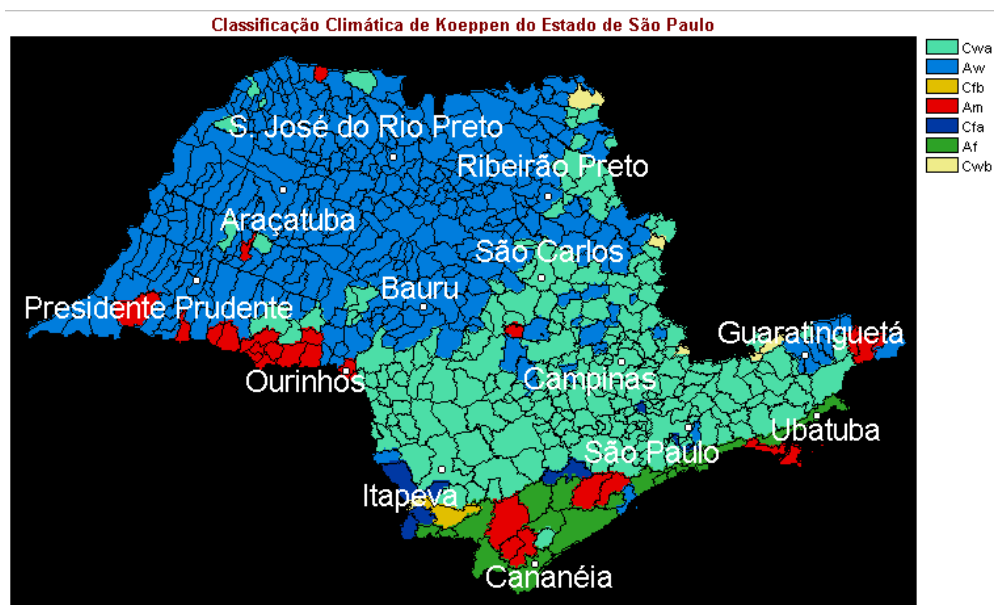 Classificação Climática de Koeppen do Estado de São Paulo
Cwa
Aw
Cfb
Am
Cfa
Af
Cwb
S. José do Rio Preto
Ribeirão Preto
Araçatuba
São Carlos
Bauru
Presidente Prudente
Guaratinguetá
Ourinhos
Campinas
Ubatuba
São Paulo
Itapeva
Cananéia